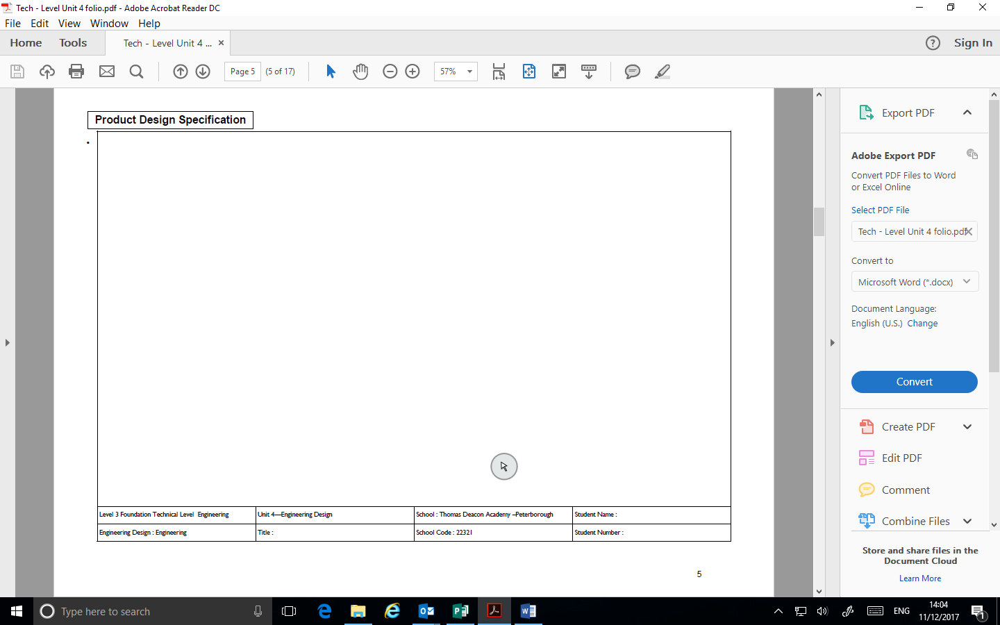 Tech - Level Unit 4 folio.pdf - Adobe Acrobat Reader DC
File Edit View Window Help
Home Tools Tech - Level Unit 4 ... × Sign In
Page 5 (5 of 17) 57%
Product Design Specification
•
Level 3 Foundation Technical Level Engineering Unit 4—Engineering Design School : Thomas Deacon Academy –Peterborough Student Name :
Engineering Design : Engineering Title : School Code : 22321 Student Number :
5
Export PDF
Adobe Export PDF
Convert PDF Files to Word
or Excel Online
Select PDF File
Tech - Level Unit 4 folio.pdf
Convert to
Microsoft Word (*.docx)
Document Language:
English (U.S.) Change
Convert
Create PDF
Edit PDF
Comment
Combine Files
Store and share files in the
Document Cloud
Learn More
Type here to search
ENG
14:04
11/12/2017
1